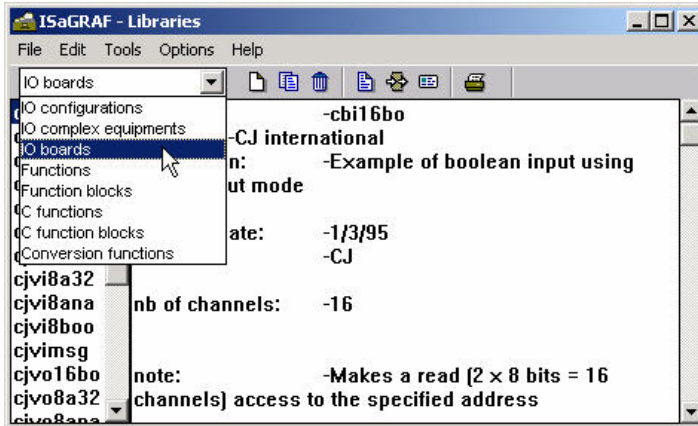 ISaGRAF - Libraries
File Edit Tools Options Help
IO boards
IO configurations
IO complex equipments
IO boards
Functions
Function blocks
C functions
C function blocks
Conversion functions
cjvi8a32
cjvi8ana
cjvi8boo
cjvimsg
cjvo16bo
cjvo8a32
cjvo8ana
-cbi16bo
-CJ international
n: -Example of boolean input using
ut mode
ate: -1/3/95
-CJ
nb of channels: -16
note: -Makes a read (2 x 8 bits = 16
channels) access to the specified address